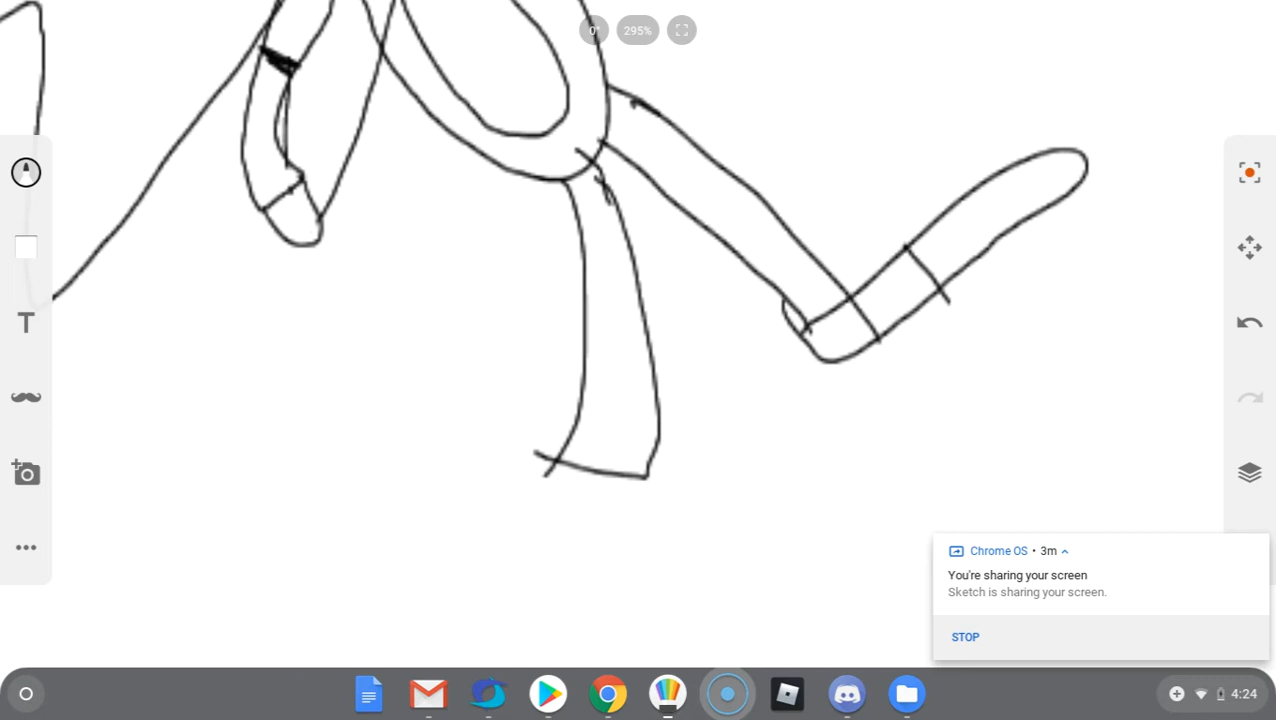 0°
295%
T
Chrome OS • 3m
You're sharing your screen
Sketch is sharing your screen.
STOP
4:24